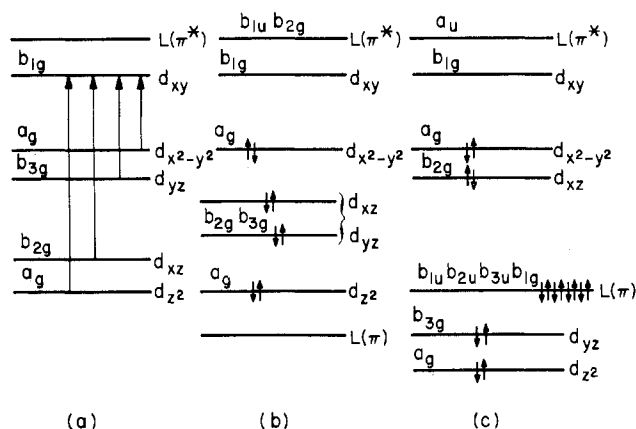 L(π*)
b1g
dxy
ag
dx²-y²
b3g
dyz
b2g
dxz
ag
dz²
(a)
b1u b2g
L(π*)
b1g
dxy
ag
dx²-y²
dxz
b2g b3g
dyz
ag
dz²
L(π)
(b)
au
L(π*)
b1g
dxy
ag
dx²-y²
b2g
dxz
b1u b2u b3u b1g
L(π)
b3g
dyz
ag
dz²
(c)